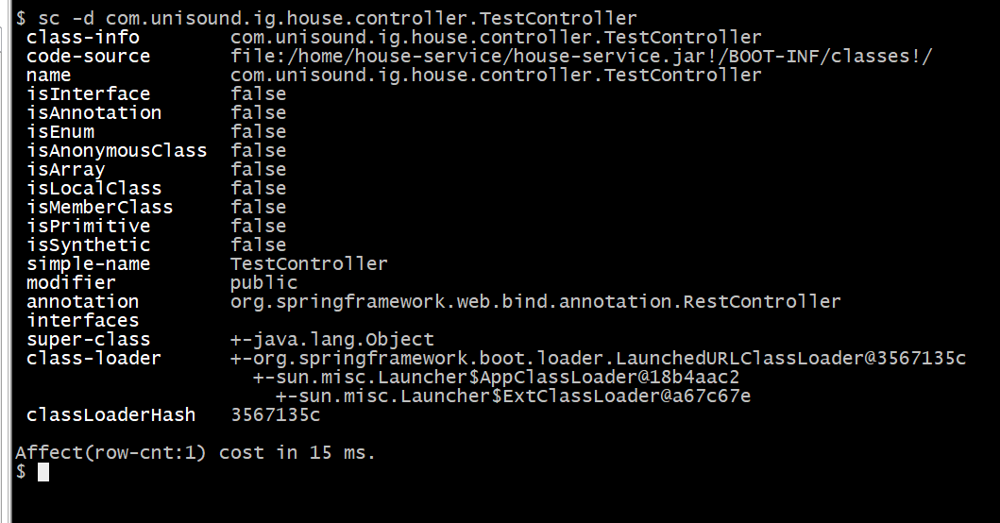 $ sc -d com.unisound.ig.house.controller.TestController
class-info com.unisound.ig.house.controller.TestController
code-source file:/home/house-service/house-service.jar!/BOOT-INF/classes!/
name com.unisound.ig.house.controller.TestController
isInterface false
isAnnotation false
isEnum false
isAnonymousClass false
isArray false
isLocalClass false
isMemberClass false
isPrimitive false
isSynthetic false
simple-name TestController
modifier public
annotation org.springframework.web.bind.annotation.RestController
interfaces
super-class +-java.lang.Object
class-loader +-org.springframework.boot.loader.LaunchedURLClassLoader@3567135c
+-sun.misc.Launcher$AppClassLoader@18b4aac2
+-sun.misc.Launcher$ExtClassLoader@a67c67e
classLoaderHash 3567135c
Affect(row-cnt:1) cost in 15 ms.
$